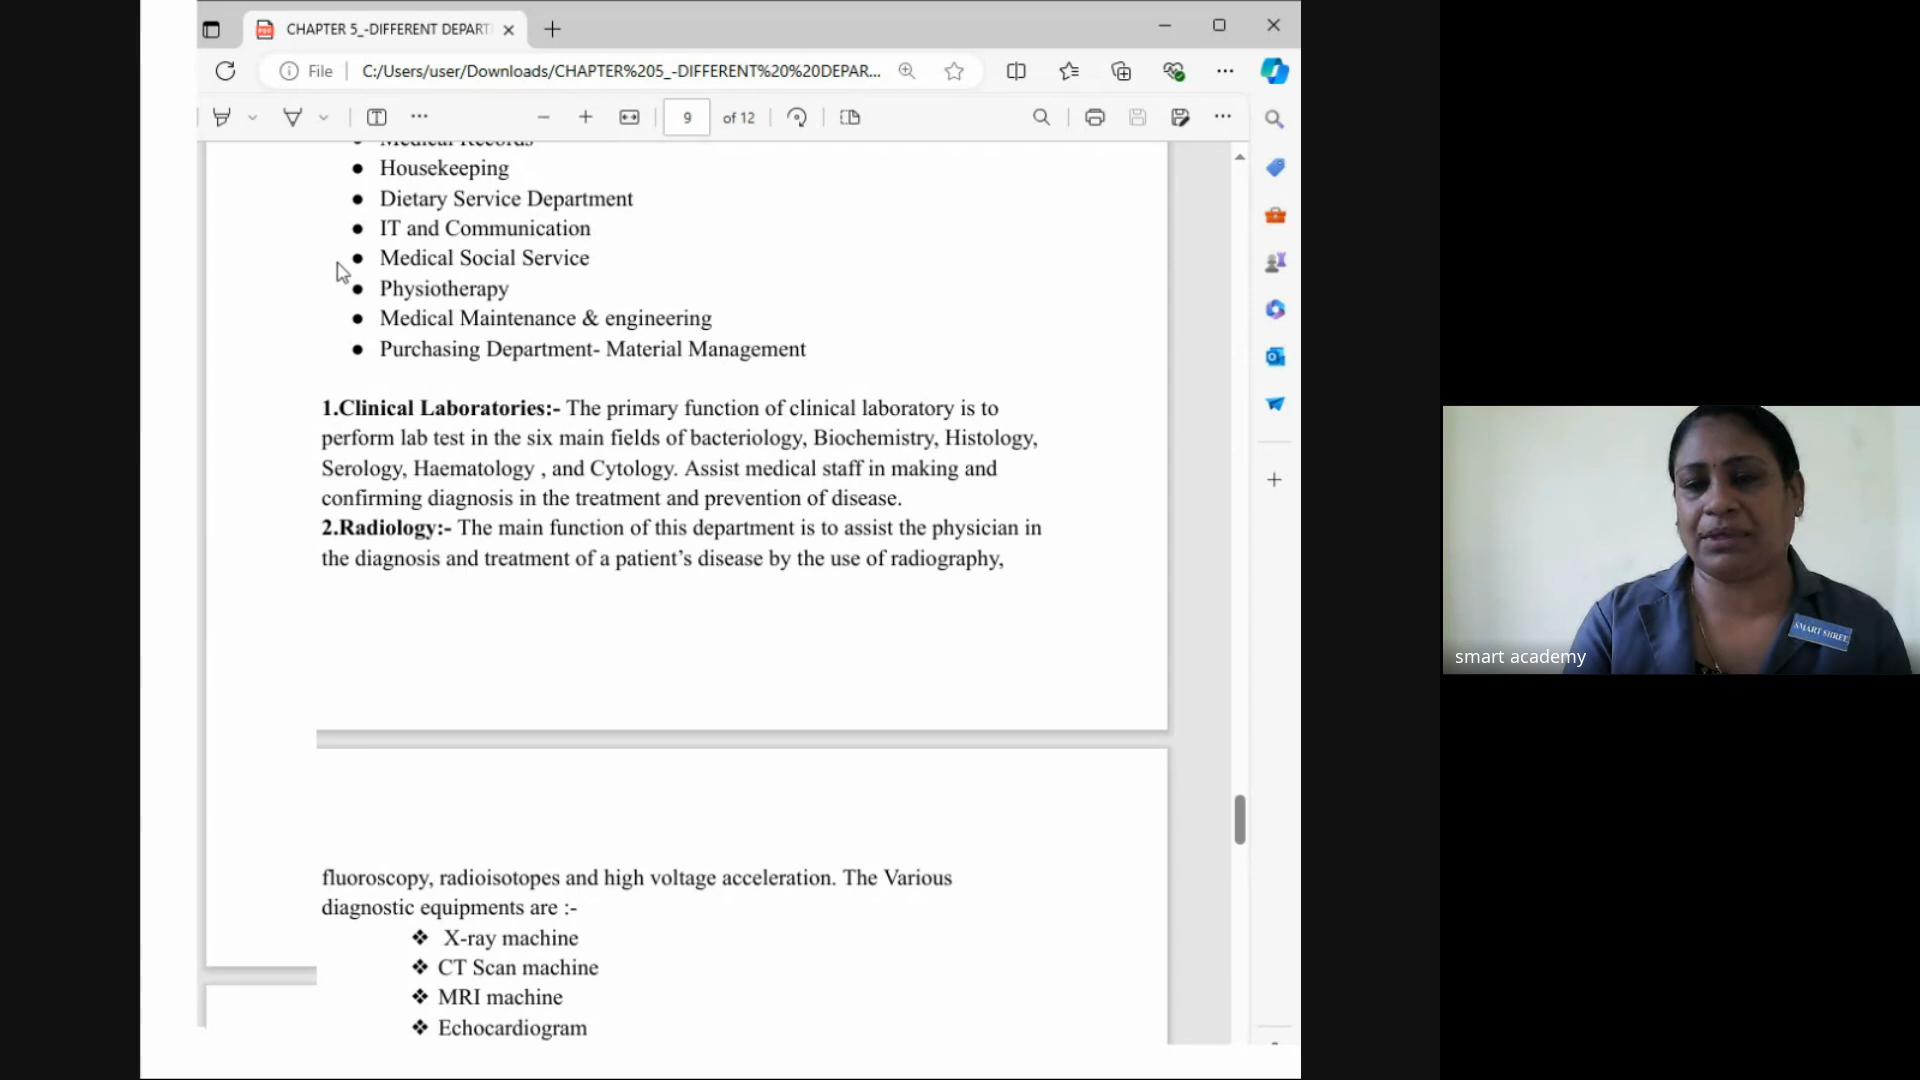 CHAPTER 5_-DIFFERENT DEPART
File
C:/Users/user/Downloads/CHAPTER%205_-DIFFERENT%20%20DEPAR...
9 of 12
Medical Records
Housekeeping
Dietary Service Department
IT and Communication
Medical Social Service
Physiotherapy
Medical Maintenance & engineering
Purchasing Department- Material Management
1.Clinical Laboratories:- The primary function of clinical laboratory is to
perform lab test in the six main fields of bacteriology, Biochemistry, Histology,
Serology, Haematology , and Cytology. Assist medical staff in making and
confirming diagnosis in the treatment and prevention of disease.
2.Radiology:- The main function of this department is to assist the physician in
the diagnosis and treatment of a patient’s disease by the use of radiography,
fluoroscopy, radioisotopes and high voltage acceleration. The Various
diagnostic equipments are :-
X-ray machine
CT Scan machine
MRI machine
Echocardiogram
SMART SHREE
smart academy